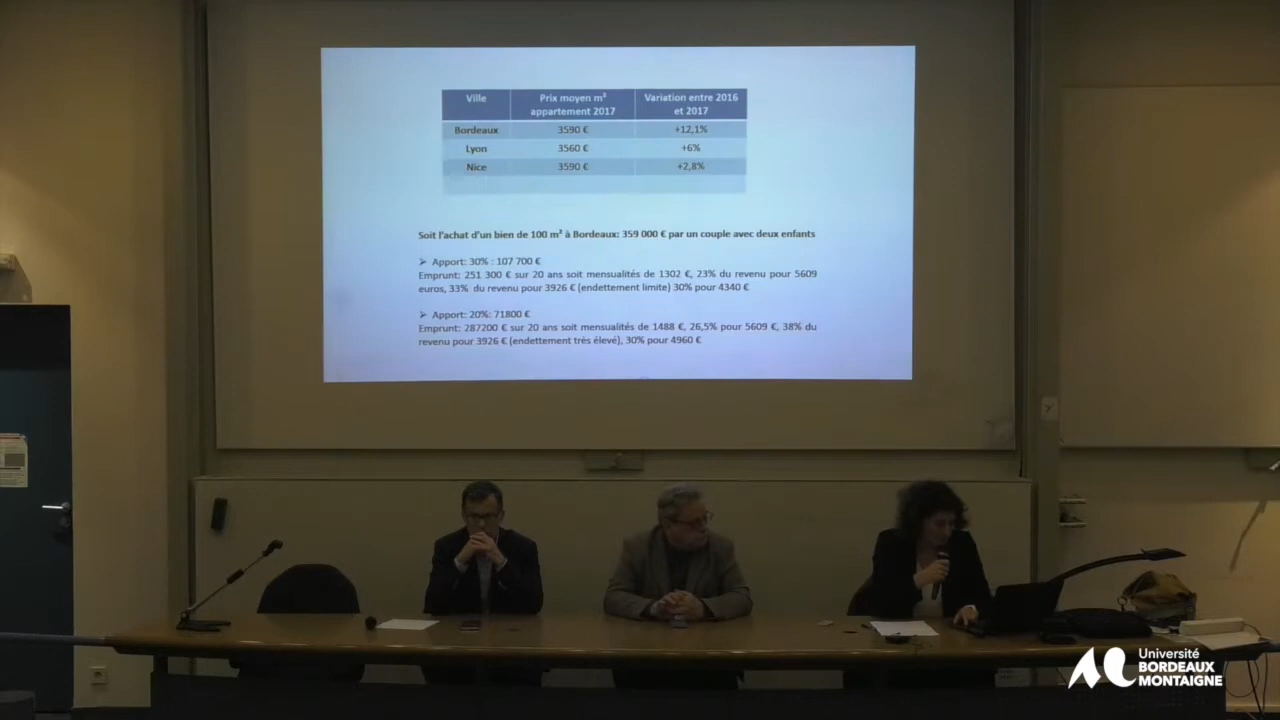 Ville Prix moyen m² appartement 2017 Variation entre 2016 et 2017
Bordeaux 3590 € +12,1%
Lyon 3560 € +6%
Nice 3590 € +2,8%
Soit l'achat d'un bien de 100 m² à Bordeaux: 359 000 € par un couple avec deux enfants
➢ Apport: 30% : 107 700 €
Emprunt: 251 300 € sur 20 ans soit mensualités de 1302 €, 23% du revenu pour 5609
euros, 33% du revenu pour 3926 € (endettement limite) 30% pour 4340 €
➢ Apport: 20%: 71800 €
Emprunt: 287200 € sur 20 ans soit mensualités de 1488 €, 26,5% pour 5609 €, 38% du
revenu pour 3926 € (endettement très élevé), 30% pour 4960 €
Université
BORDEAUX
MONTAIGNE